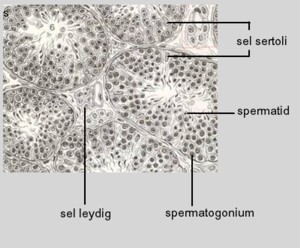 s
sel sertoli
spermatid
sel leydig
spermatogonium